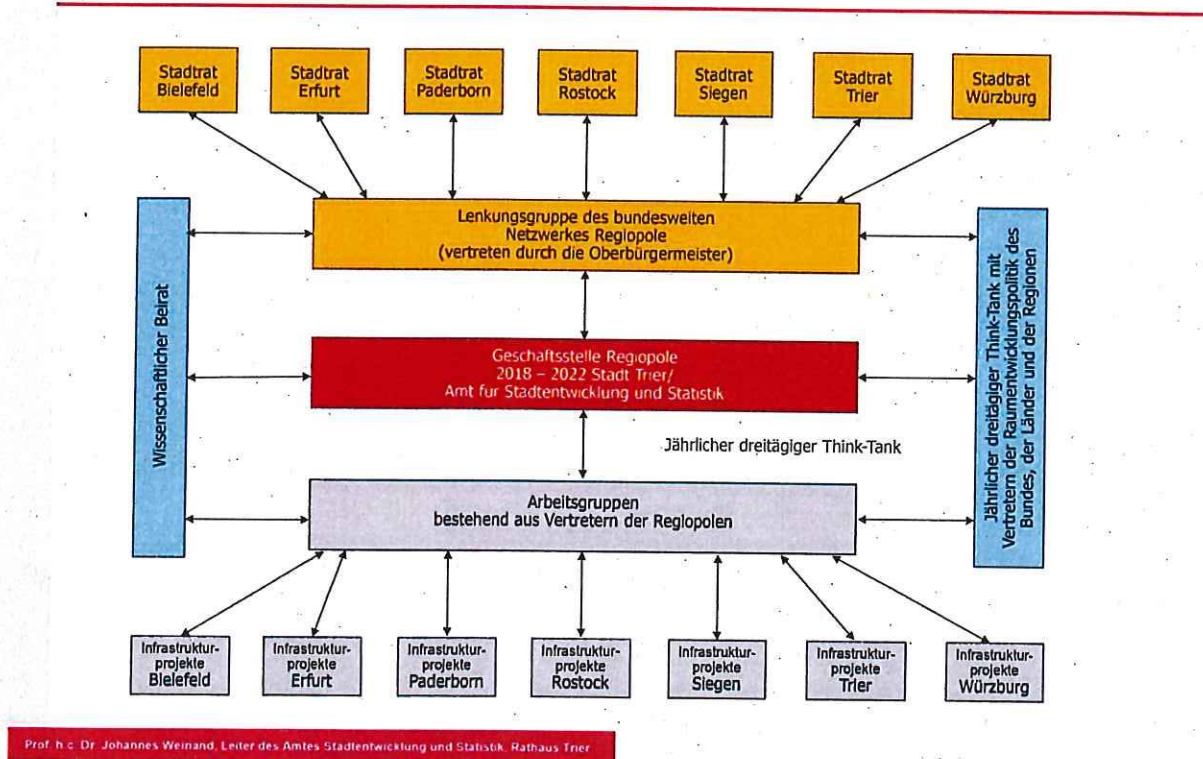 Stadtrat
Bielefeld
Stadtrat
Erfurt
Stadtrat
Paderborn
Stadtrat
Rostock
Stadtrat
Siegen
Stadtrat
Trier
Stadtrat
Würzburg
Lenkungsgruppe des bundesweiten
Netzwerkes Regiopole
(vertreten durch die Oberbürgermeister)
Wissenschaftlicher Beirat
Geschäftsstelle Regiopole
2018 – 2022 Stadt Trier/
Amt für Stadtentwicklung und Statistik
Jährlicher dreitägiger Think-Tank mit
Vertretern der Raumentwicklungspolitik des
Bundes, der Länder und der Regionen
Jährlicher dreitägiger Think-Tank
Arbeitsgruppen
bestehend aus Vertretern der Regiopolen
Infrastruktur-
projekte
Bielefeld
Infrastruktur-
projekte
Erfurt
Infrastruktur-
projekte
Paderborn
Infrastruktur-
projekte
Rostock
Infrastruktur-
projekte
Siegen
Infrastruktur-
projekte
Trier
Infrastruktur-
projekte
Würzburg
Prof. h.c. Dr. Johannes Weinand, Leiter des Amtes Stadtentwicklung und Statistik, Rathaus Trier